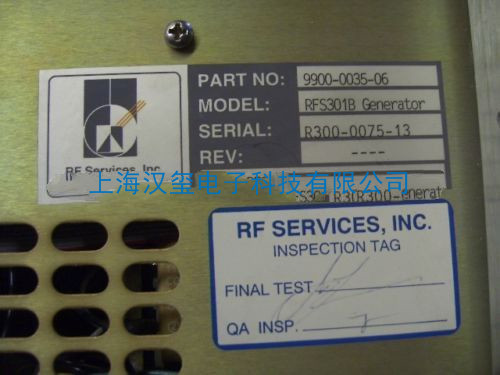 PART NO: 9900-0035-06
MODEL: RFS301B Generator
SERIAL: R300-0075-13
REV: ----
RF Services, Inc.
上海汉玺电子科技有限公司
RF SERVICES, INC.
INSPECTION TAG
FINAL TEST
QA INSP.